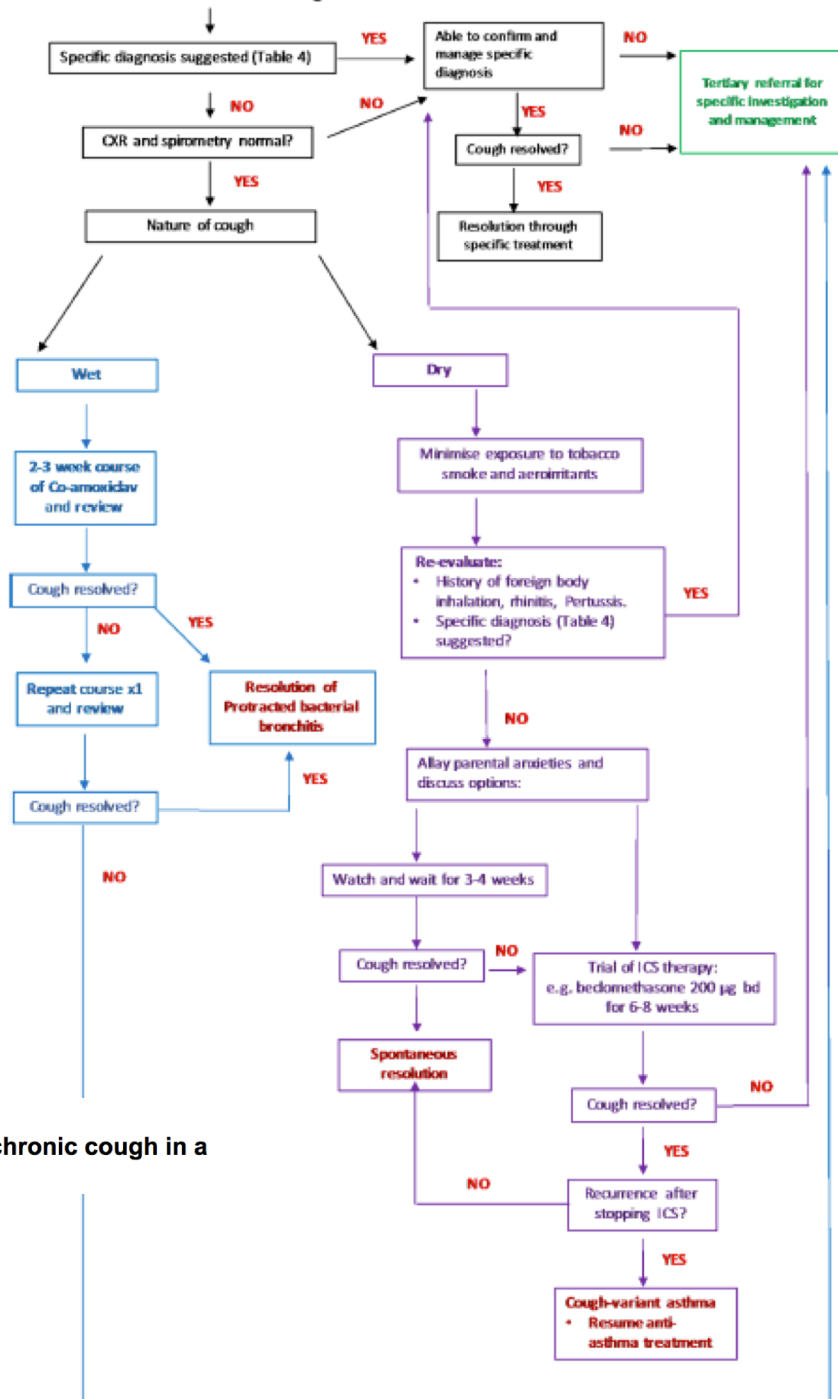 Specific diagnosis suggested (Table 4)
YES
Able to confirm and
manage specific
diagnosis
NO
Tertiary referral for
specific investigation
and management
NO
NO
CXR and spirometry normal?
YES
Cough resolved?
NO
YES
YES
Nature of cough
Resolution through
specific treatment
Wet
Dry
2-3 week course
of Co-amoxiclav
and review
Minimise exposure to tobacco
smoke and aeroirritants
Cough resolved?
Re-evaluate:
• History of foreign body
inhalation, rhinitis, Pertussis.
• Specific diagnosis (Table 4)
suggested?
YES
NO
YES
Repeat course x1
and review
Resolution of
Protracted bacterial
bronchitis
NO
Allay parental anxieties and
discuss options:
YES
Cough resolved?
NO
Watch and wait for 3-4 weeks
Cough resolved?
NO
Trial of ICS therapy:
e.g. beclomethasone 200 µg bd
for 6-8 weeks
Spontaneous
resolution
Cough resolved?
NO
chronic cough in a
YES
NO
Recurrence after
stopping ICS?
YES
Cough-variant asthma
• Resume anti-
asthma treatment